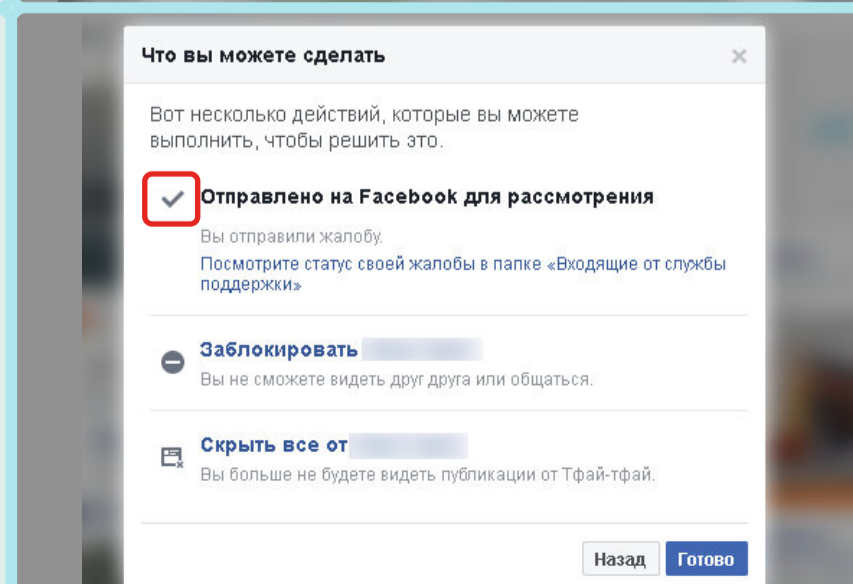 Что вы можете сделать
Вот несколько действий, которые вы можете
выполнить, чтобы решить это.
Отправлено на Facebook для рассмотрения
Вы отправили жалобу.
Посмотрите статус своей жалобы в папке «Входящие от службы
поддержки»
Заблокировать
Вы не сможете видеть друг друга или общаться.
Скрыть все от
Вы больше не будете видеть публикации от Тфай-тфай.
Назад
Готово